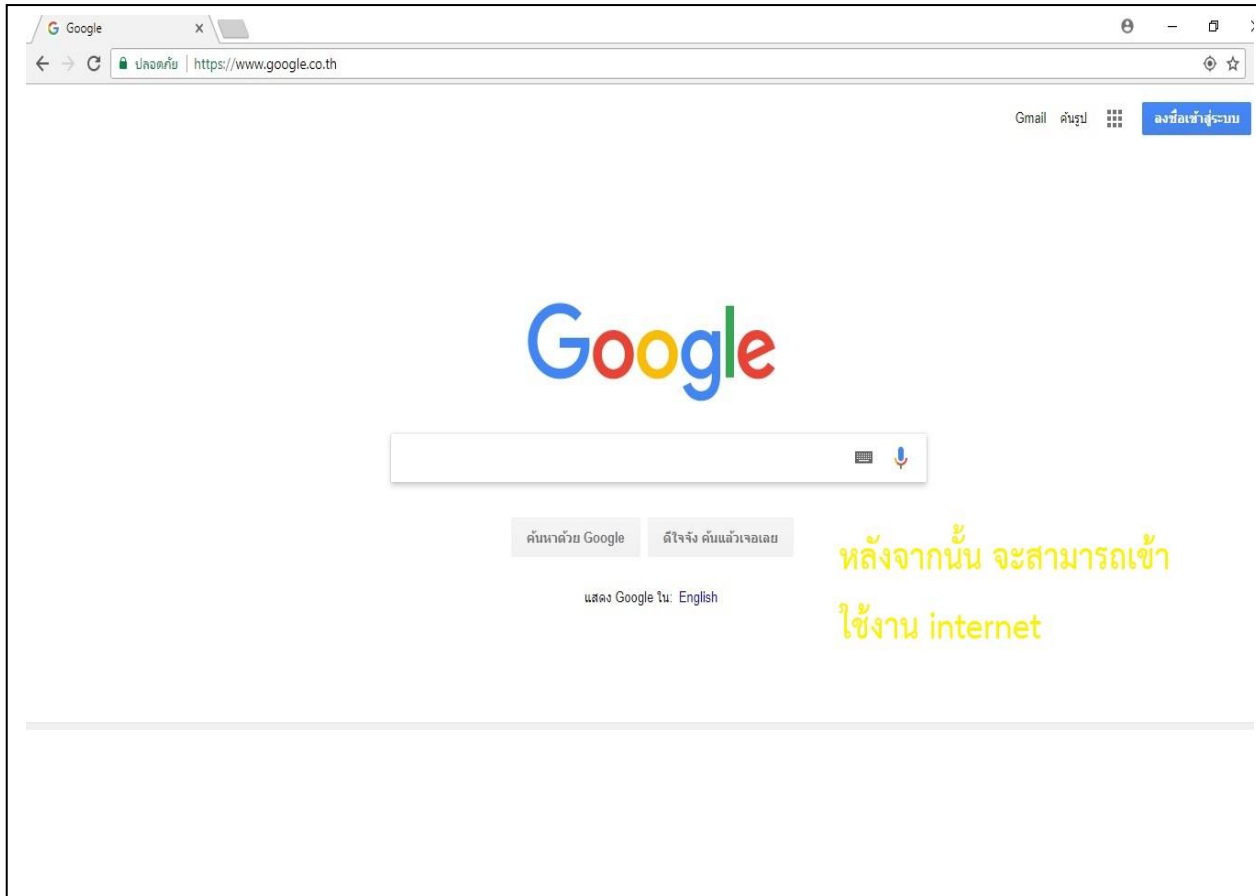 Google
ปลอดภัย https://www.google.co.th
Gmail ค้นรูป ลงชื่อเข้าสู่ระบบ
Google
ค้นหาด้วย Google ดีใจจัง ค้นแล้วเจอเลย
แสดง Google ใน: English
หลังจากนั้น จะสามารถเข้า
ใช้งาน internet